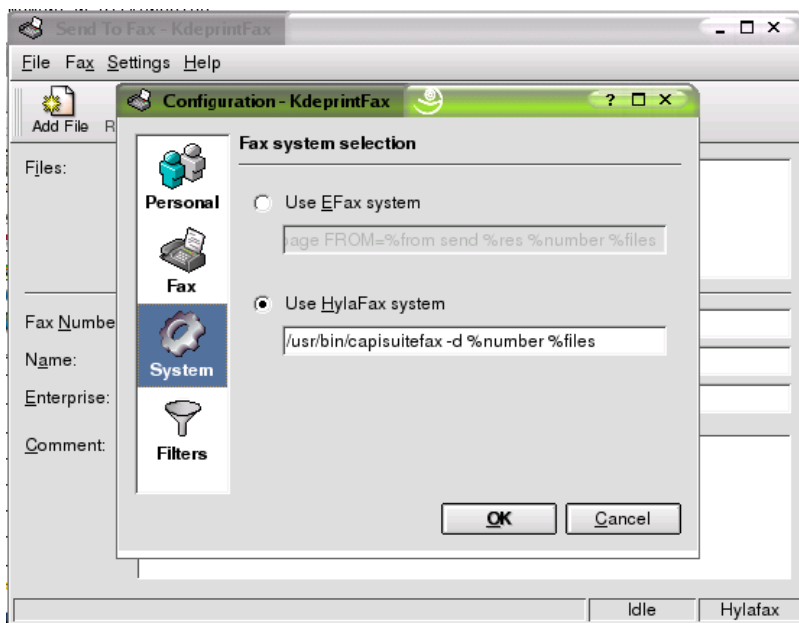 Send To Fax - KdeprintFax
File Fax Settings Help
Configuration - KdeprintFax
Add File R
Fax system selection
Files:
Personal
Use EFax system
page FROM=%from send %res %number %files
Fax
Use HylaFax system
Fax Numbe
/usr/bin/capisuitefax -d %number %files
Name:
System
Enterprise:
Comment:
Filters
OK Cancel
Idle Hylafax